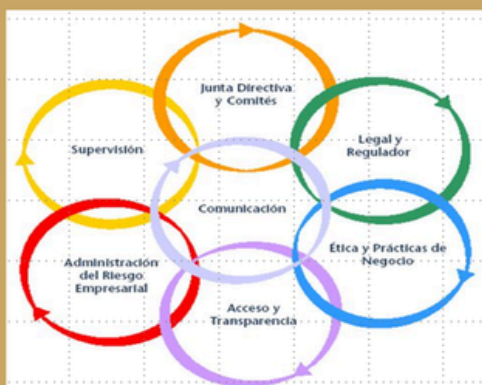 Junta Directiva
y Comités
Supervisión
Legal y
Regulador
Comunicación
Administración
del Riesgo
Empresarial
Ética y Prácticas de
Negocio
Acceso y
Transparencia